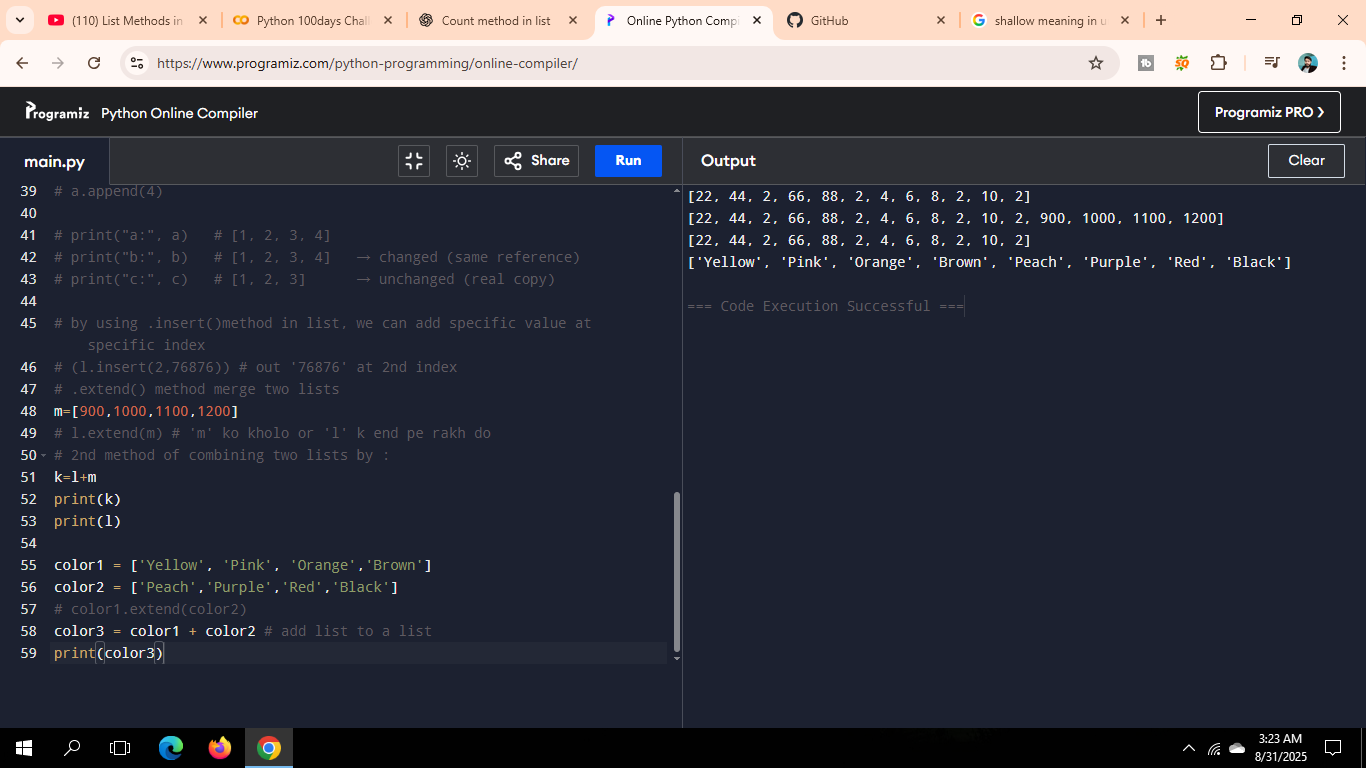 (110) List Methods in
Python 100days Chall
Count method in list
Online Python Compi
GitHub
shallow meaning in u
https://www.programiz.com/python-programming/online-compiler/
Programiz Python Online Compiler
Programiz PRO
main.py
Share
Run
Output
Clear
39 # a.append(4)
40
41 # print("a:", a)   # [1, 2, 3, 4]
42 # print("b:", b)   # [1, 2, 3, 4]   → changed (same reference)
43 # print("c:", c)   # [1, 2, 3]      → unchanged (real copy)
44
45 # by using .insert()method in list, we can add specific value at
specific index
46 # (l.insert(2,76876)) # out '76876' at 2nd index
47 # .extend() method merge two lists
48 m=[900,1000,1100,1200]
49 # l.extend(m) # 'm' ko kholo or 'l' k end pe rakh do
50 # 2nd method of combining two lists by :
51 k=l+m
52 print(k)
53 print(l)
54
55 color1 = ['Yellow', 'Pink', 'Orange','Brown']
56 color2 = ['Peach','Purple','Red','Black']
57 # color1.extend(color2)
58 color3 = color1 + color2 # add list to a list
59 print(color3)
[22, 44, 2, 66, 88, 2, 4, 6, 8, 2, 10, 2]
[22, 44, 2, 66, 88, 2, 4, 6, 8, 2, 10, 2, 900, 1000, 1100, 1200]
[22, 44, 2, 66, 88, 2, 4, 6, 8, 2, 10, 2]
['Yellow', 'Pink', 'Orange', 'Brown', 'Peach', 'Purple', 'Red', 'Black']
=== Code Execution Successful ===
3:23 AM
8/31/2025